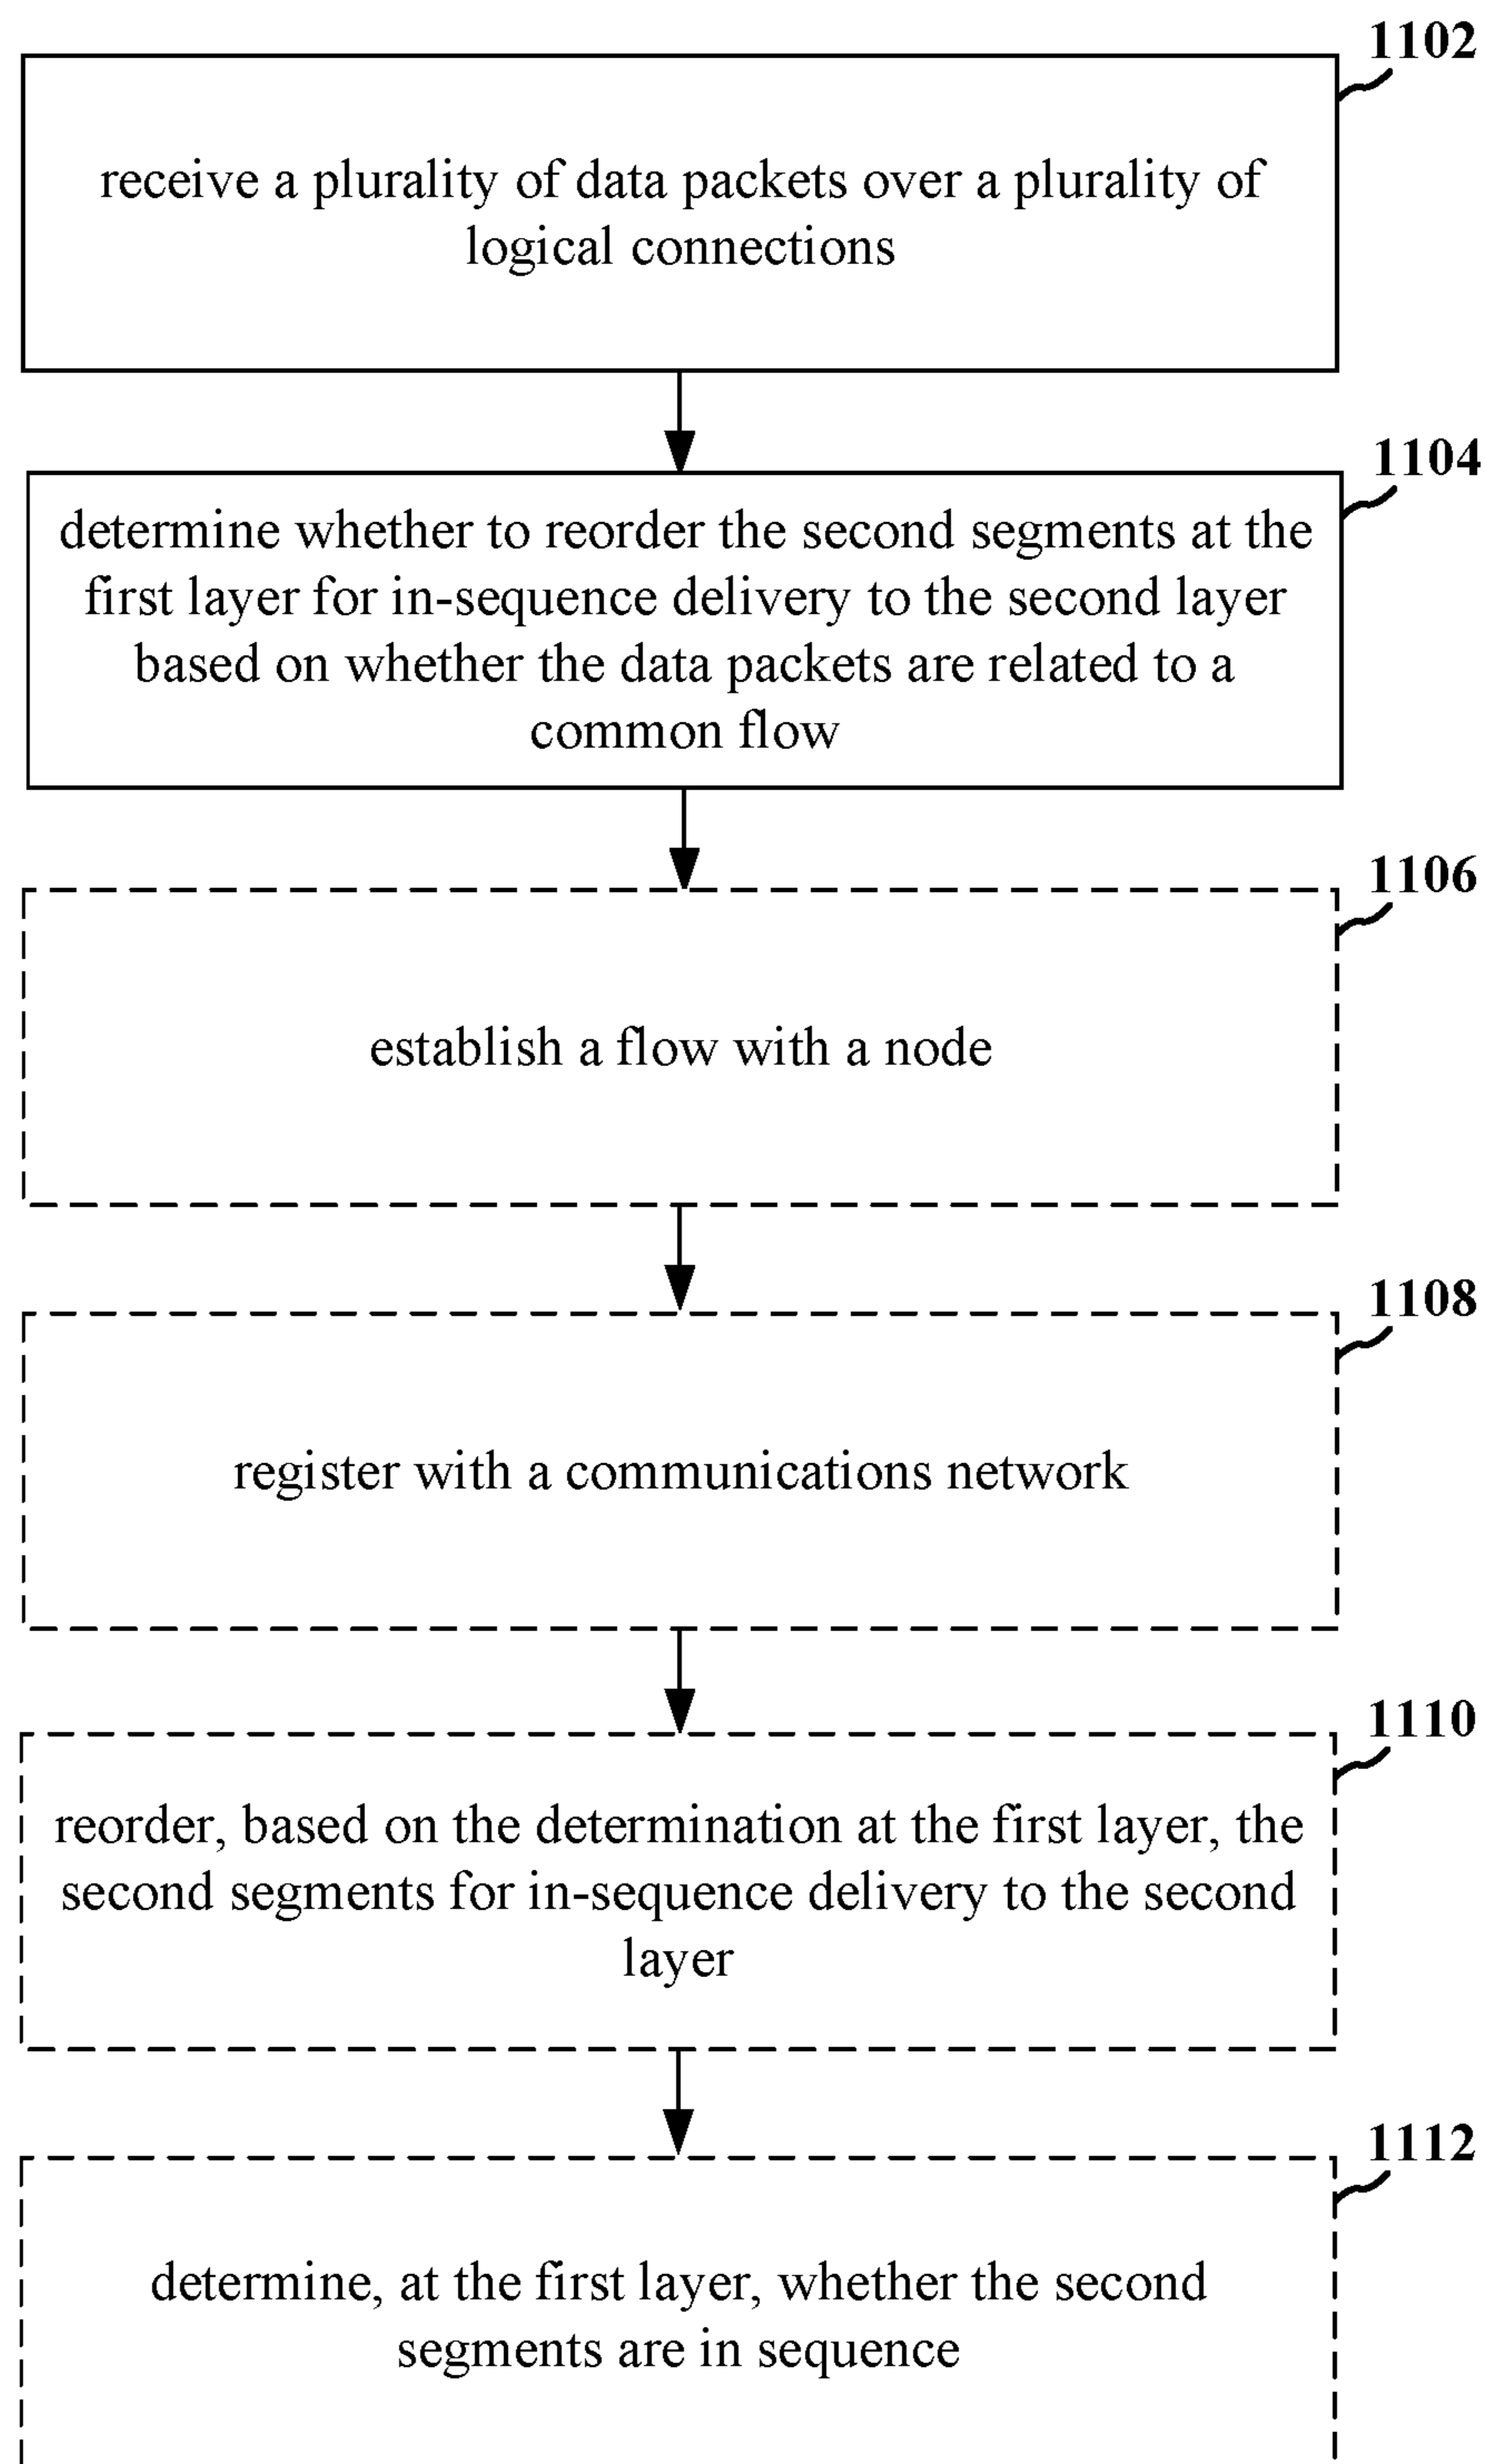 1102
receive a plurality of data packets over a plurality of
logical connections
1104
determine whether to reorder the second segments at the
first layer for in-sequence delivery to the second layer
based on whether the data packets are related to a
common flow
1106
establish a flow with a node
1108
register with a communications network
1110
reorder, based on the determination at the first layer, the
second segments for in-sequence delivery to the second
layer
1112
determine, at the first layer, whether the second
segments are in sequence